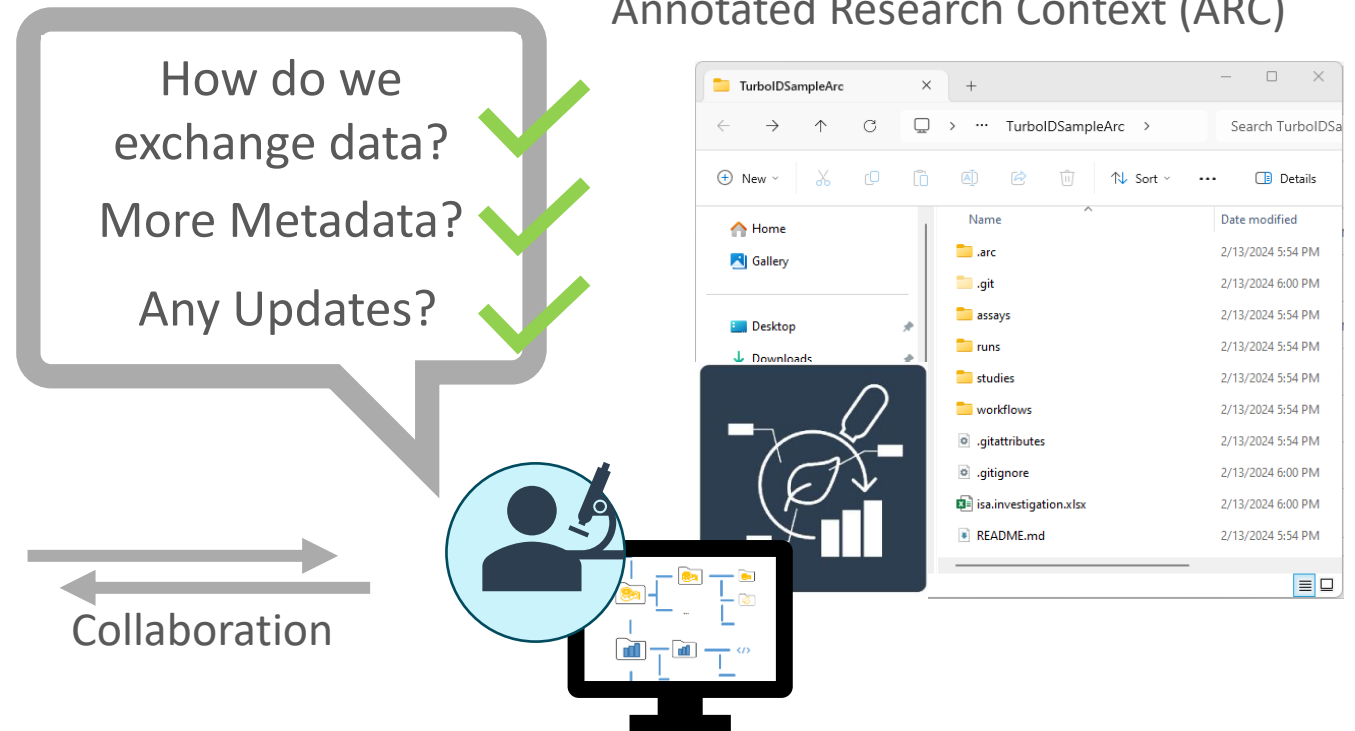 Annotated Research Context (ARC)
How do we
exchange data?
More Metadata?
Any Updates?
Collaboration
TurboIDSampleArc
TurboIDSampleArc
Search TurboIDSa
New
Sort
Details
Home
Gallery
Desktop
Downloads
Name Date modified
.arc 2/13/2024 5:54 PM
.git 2/13/2024 6:00 PM
assays 2/13/2024 5:54 PM
runs 2/13/2024 5:54 PM
studies 2/13/2024 5:54 PM
workflows 2/13/2024 5:54 PM
.gitattributes 2/13/2024 5:54 PM
.gitignore 2/13/2024 6:00 PM
isa.investigation.xlsx 2/13/2024 6:00 PM
README.md 2/13/2024 5:54 PM